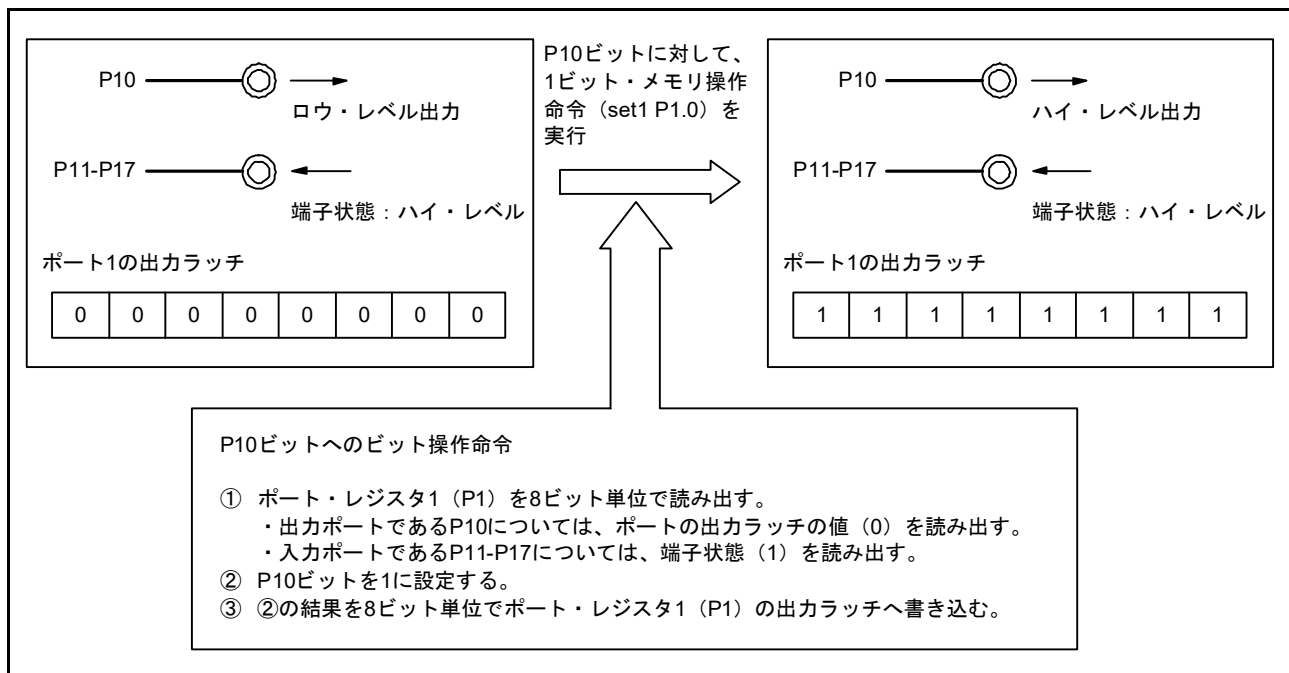 P10
ロウ・レベル出力
P11-P17
端子状態：ハイ・レベル
ポート1の出力ラッチ
0 0 0 0 0 0 0 0
P10ビットに対して、
1ビット・メモリ操作
命令（set1 P1.0）を
実行
P10
ハイ・レベル出力
P11-P17
端子状態：ハイ・レベル
ポート1の出力ラッチ
1 1 1 1 1 1 1 1
P10ビットへのビット操作命令
① ポート・レジスタ1（P1）を8ビット単位で読み出す。
・出力ポートであるP10については、ポートの出力ラッチの値（0）を読み出す。
・入力ポートであるP11-P17については、端子状態（1）を読み出す。
② P10ビットを1に設定する。
③ ②の結果を8ビット単位でポート・レジスタ1（P1）の出力ラッチへ書き込む。